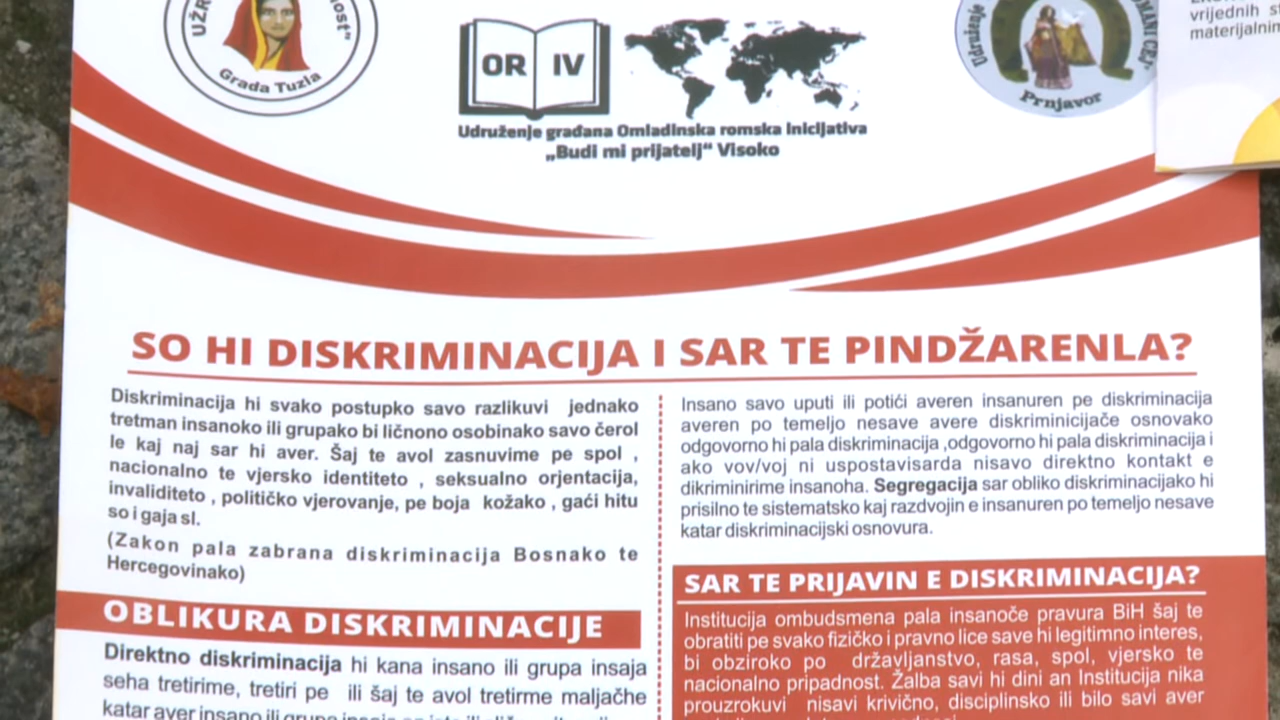 Grada Tuzla
OR IV
Udruženje građana Omladinska romska inicijativa
„Budi mi prijatelj“ Visoko
Udruženje
Prnjavor
vrijednih
SO HI DISKRIMINACIJA I SAR TE PINDŽARENLA?
Diskriminacija hi svako postupko savo razlikuvi jednako
tretman insanoko ili grupako bi ličnono osobinako savo čerol
le kaj naj sar hi aver. Šaj te avol zasnuvime pe spol ,
nacionalno te vjersko identiteto , seksualno orjentacija,
invaliditeto , političko vjerovanje, pe boja kožako , gaći hitu
so i gaja sl.
(Zakon pala zabrana diskriminacija Bosnako te
Hercegovinako)
OBLIKURA DISKRIMINACIJE
Direktno diskriminacija hi kana insano ili grupa insaja
seha tretirime, tretiri pe ili šaj te avol tretirme maljačhe
katar aver insano ili
Insano savo uputi ili potići averen insanuren pe diskriminacija
averen po temeljo nesave avere diskriminicijače osnovako
odgovorno hi pala diskriminacija ,odgovorno hi pala diskriminacija i
ako vov/voj ni uspostavisarda nisavo direktno kontakt e
dikriminirime insanoha. Segregacija sar obliko diskriminacijako hi
prisilno te sistematsko kaj razdvojin e insanuren po temeljo nesave
katar diskriminacijski osnovura.
SAR TE PRIJAVIN E DISKRIMINACIJA?
Institucija ombudsmena pala insanoče pravura BiH šaj te
obratiti pe svako fizičko i pravno lice save hi legitimno interes,
bi obziroko po državljanstvo, rasa, spol, vjersko te
nacionalno pripadnost. Žalba savi hi dini an Institucija nika
prouzrokuvi nisavi krivično, disciplinsko ili bilo savi aver